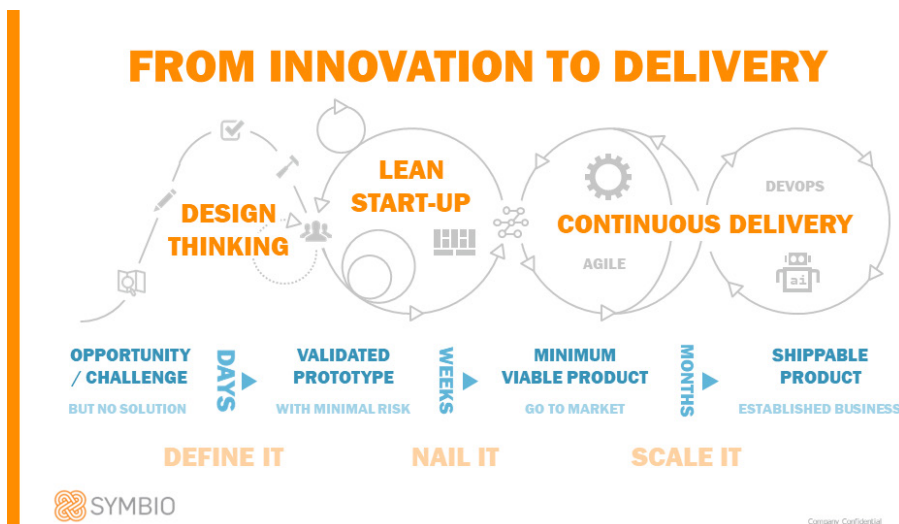 FROM INNOVATION TO DELIVERY
DESIGN
THINKING
LEAN
START-UP
CONTINUOUS DELIVERY
AGILE
DEVOPS
ai
OPPORTUNITY
/ CHALLENGE
BUT NO SOLUTION
DAYS
VALIDATED
PROTOTYPE
WITH MINIMAL RISK
WEEKS
MINIMUM
VIABLE PRODUCT
GO TO MARKET
MONTHS
SHIPPABLE
PRODUCT
ESTABLISHED BUSINESS
DEFINE IT
NAIL IT
SCALE IT
SYMBIO
Company Confidential